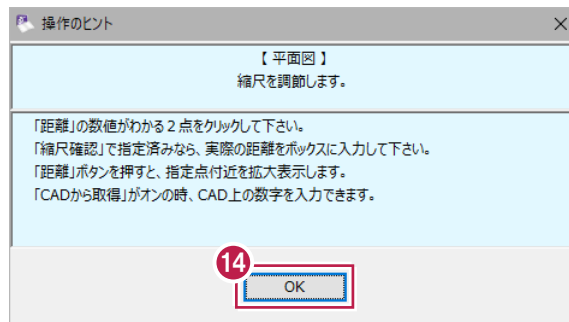 操作のヒント
【 平面図 】
縮尺を調節します。
「距離」の数値がわかる2点をクリックして下さい。
「縮尺確認」で指定済みなら、実際の距離をボックスに入力して下さい。
「距離」ボタンを押すと、指定点付近を拡大表示します。
「CADから取得」がオンの時、CAD上の数字を入力できます。
14
OK